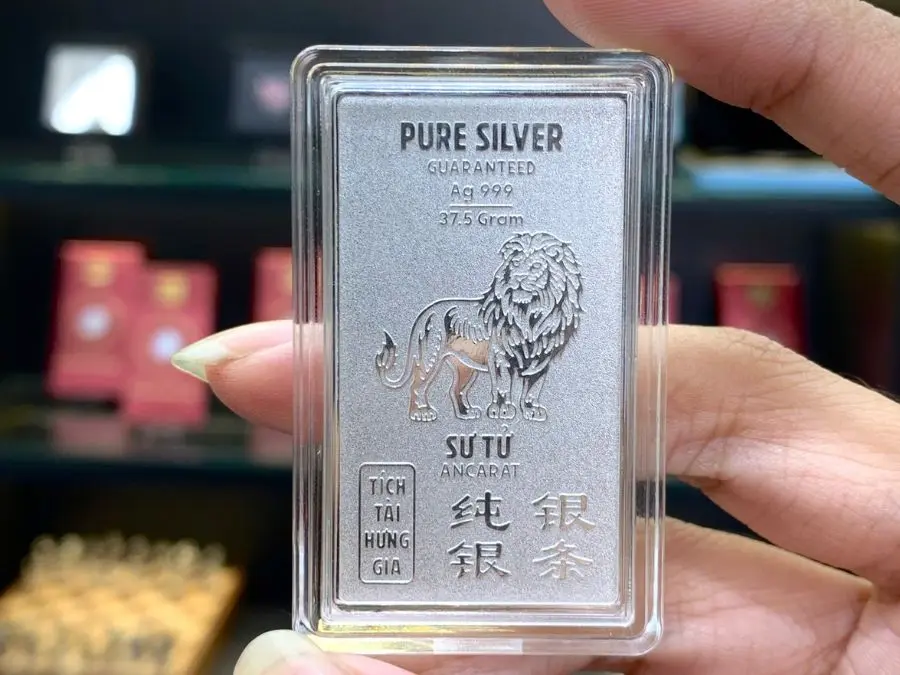 PURE SILVER
GUARANTEED
Ag 999
37.5 Gram
SƯ TỬ
ANCARAT
TÍCH
TÀI
HƯNG
GIA
纯 银
银 条